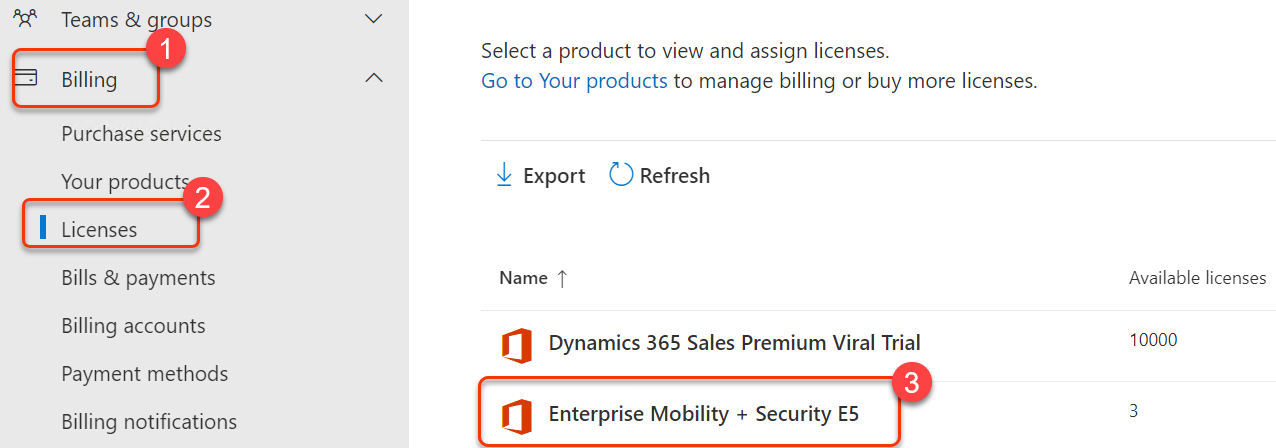 Teams & groups
1
Billing
Purchase services
Your products
2
Licenses
Bills & payments
Billing accounts
Payment methods
Billing notifications
Select a product to view and assign licenses.
Go to Your products to manage billing or buy more licenses.
Export Refresh
Name ↑ Available licenses
Dynamics 365 Sales Premium Viral Trial 10000
3
Enterprise Mobility + Security E5 3